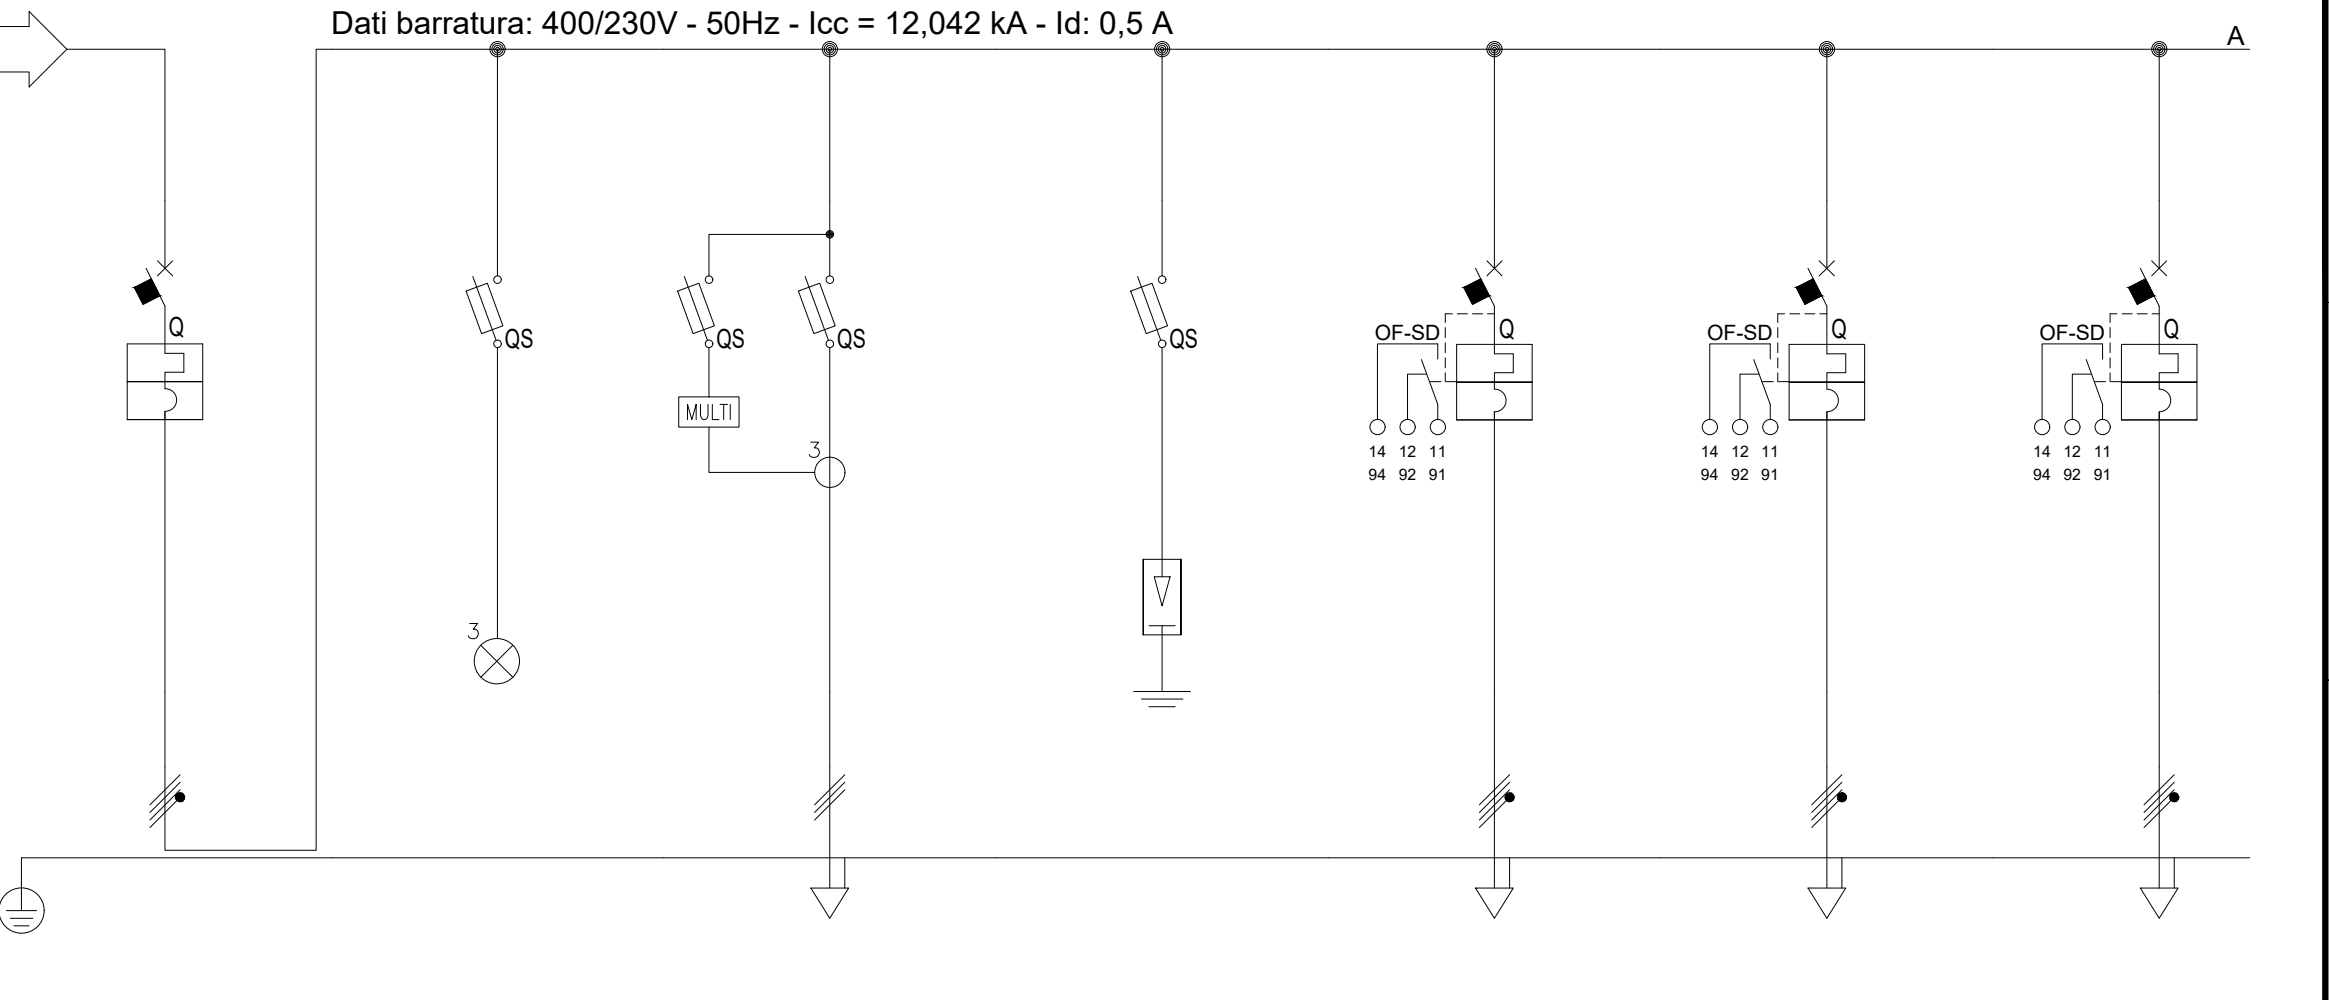 Dati barratura: 400/230V - 50Hz - Icc = 12,042 kA - Id: 0,5 A
A
Q
QS
QS
QS
QS
OF-SD
Q
OF-SD
Q
OF-SD
Q
MULTI
3
14 12 11
94 92 91
14 12 11
94 92 91
14 12 11
94 92 91
3